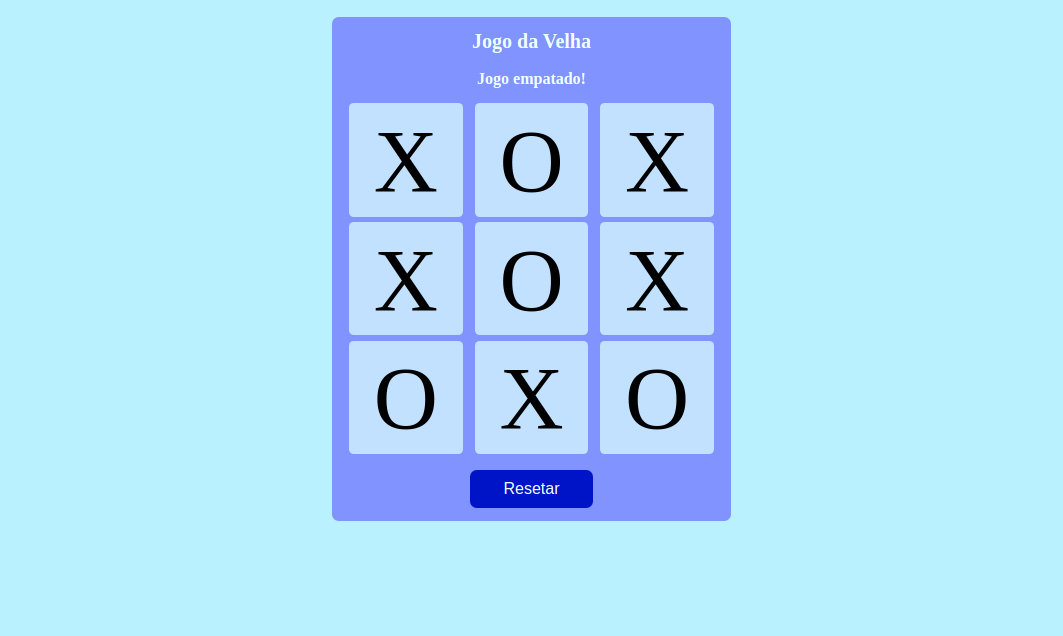 Jogo da Velha
Jogo empatado!
X O X
X O X
O X O
Resetar